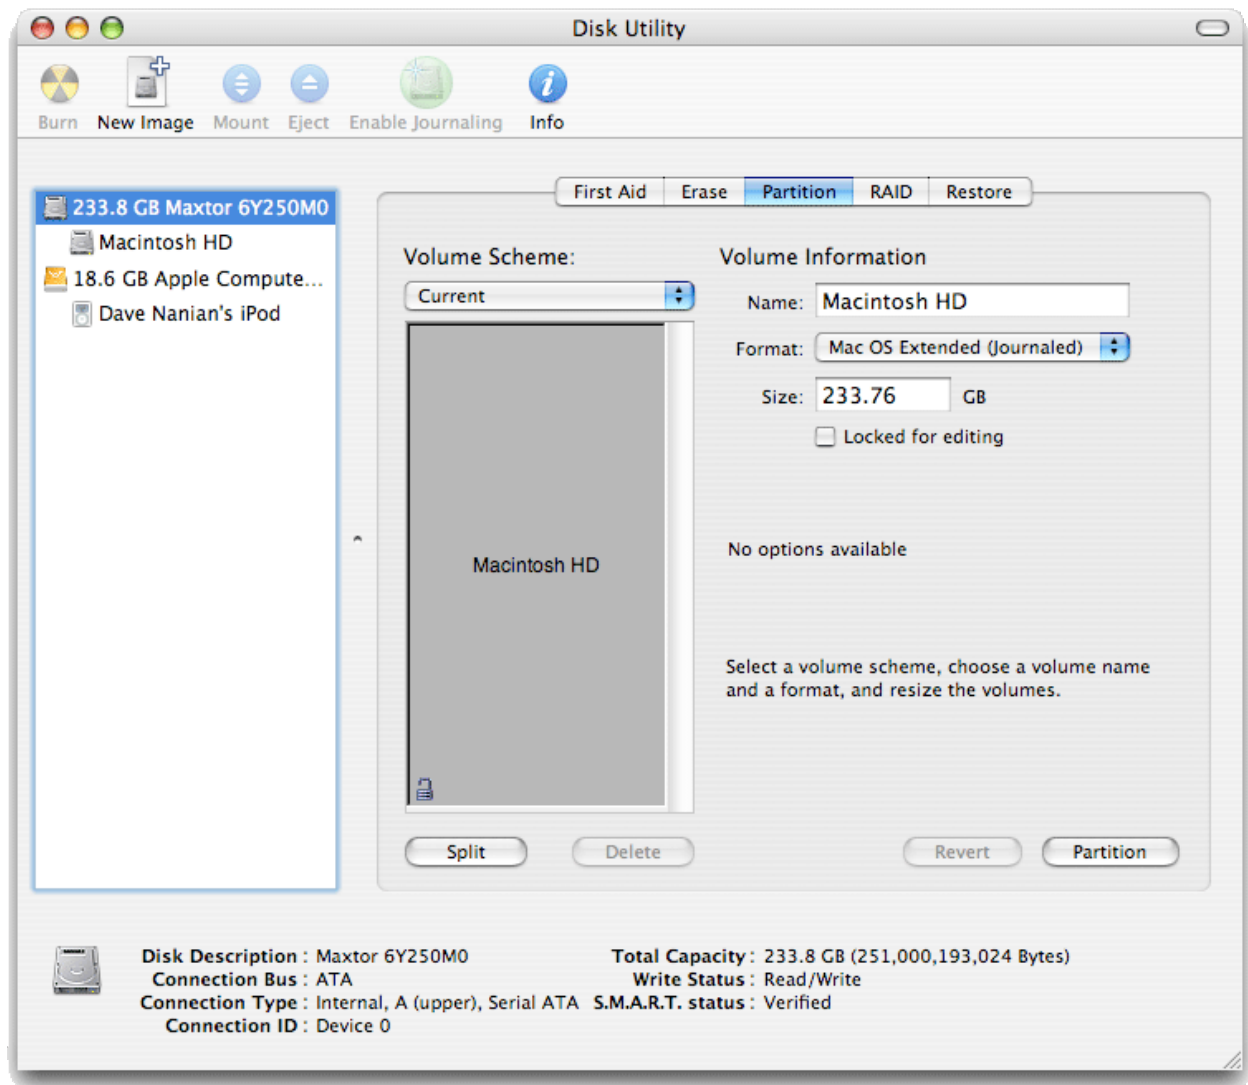 Disk Utility
Burn New Image Mount Eject Enable Journaling Info
First Aid Erase Partition RAID Restore
233.8 GB Maxtor 6Y250M0
Macintosh HD
18.6 GB Apple Compute...
Dave Nanian's iPod
Volume Scheme:
Current
Macintosh HD
Split Delete
Volume Information
Name: Macintosh HD
Format: Mac OS Extended (Journaled)
Size: 233.76 GB
Locked for editing
No options available
Select a volume scheme, choose a volume name
and a format, and resize the volumes.
Revert Partition
Disk Description : Maxtor 6Y250M0
Connection Bus : ATA
Connection Type : Internal, A (upper), Serial ATA
Connection ID : Device 0
Total Capacity : 233.8 GB (251,000,193,024 Bytes)
Write Status : Read/Write
S.M.A.R.T. status : Verified